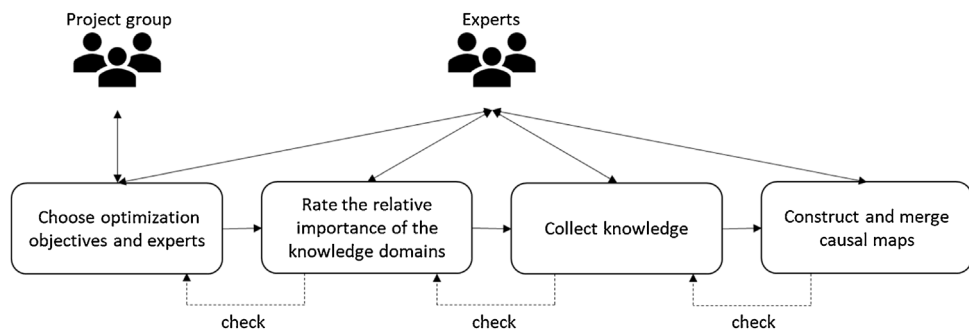 Project group
Experts
Choose optimization
objectives and experts
Rate the relative
importance of the
knowledge domains
Collect knowledge
Construct and merge
causal maps
check
check
check